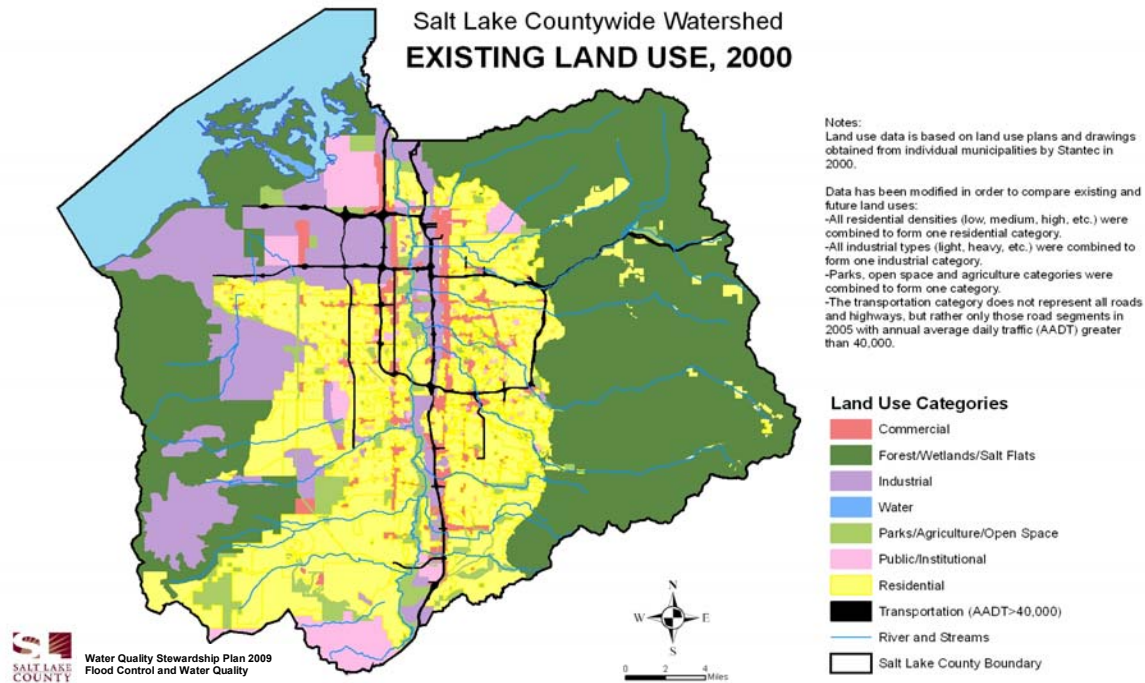 Salt Lake Countywide Watershed
EXISTING LAND USE, 2000
Notes:
Land use data is based on land use plans and drawings
obtained from individual municipalities by Stantec in
2000.
Data has been modified in order to compare existing and
future land uses:
-All residential densities (low, medium, high, etc.) were
combined to form one residential category.
-All industrial types (light, heavy, etc.) were combined to
form one industrial category.
-Parks, open space and agriculture categories were
combined to form one category.
-The transportation category does not represent all roads
and highways, but rather only those road segments in
2005 with annual average daily traffic (AADT) greater
than 40,000.
Land Use Categories
Commercial
Forest/Wetlands/Salt Flats
Industrial
Water
Parks/Agriculture/Open Space
Public/Institutional
Residential
Transportation (AADT>40,000)
River and Streams
Salt Lake County Boundary
N
W E
S
0 2 4
Miles
SL
SALT LAKE
COUNTY
Water Quality Stewardship Plan 2009
Flood Control and Water Quality